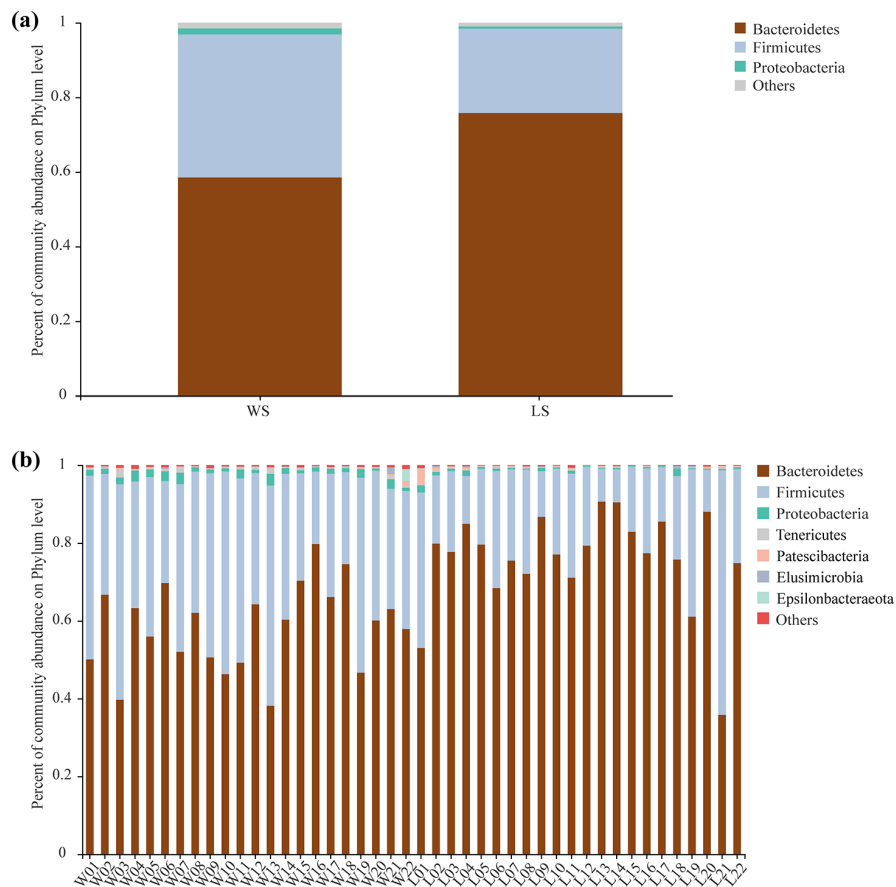 (a)
Percent of community abundance on Phylum level
1
0.8
0.6
0.4
0.2
0
WS
LS
Bacteroidetes
Firmicutes
Proteobacteria
Others
(b)
Percent of community abundance on Phylum level
1
0.8
0.6
0.4
0.2
0
W01 W02 W03 W04 W05 W06 W07 W08 W09 W10 W11 W12 W13 W14 W15 W16 W17 W18 W19 W20 W21 W22 L01 L02 L03 L04 L05 L06 L07 L08 L09 L10 L11 L12 L13 L14 L15 L16 L17 L18 L19 L20 L21 L22
Bacteroidetes
Firmicutes
Proteobacteria
Tenericutes
Patescibacteria
Elusimicrobia
Epsilonbacteraeota
Others